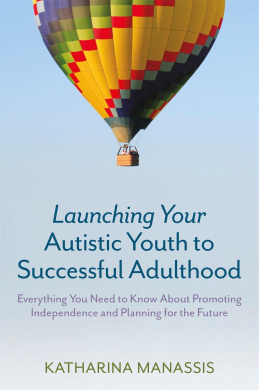 Launching Your
Autistic Youth to
Successful Adulthood
Everything You Need to Know About Promoting
Independence and Planning for the Future
KATHARINA MANASSIS